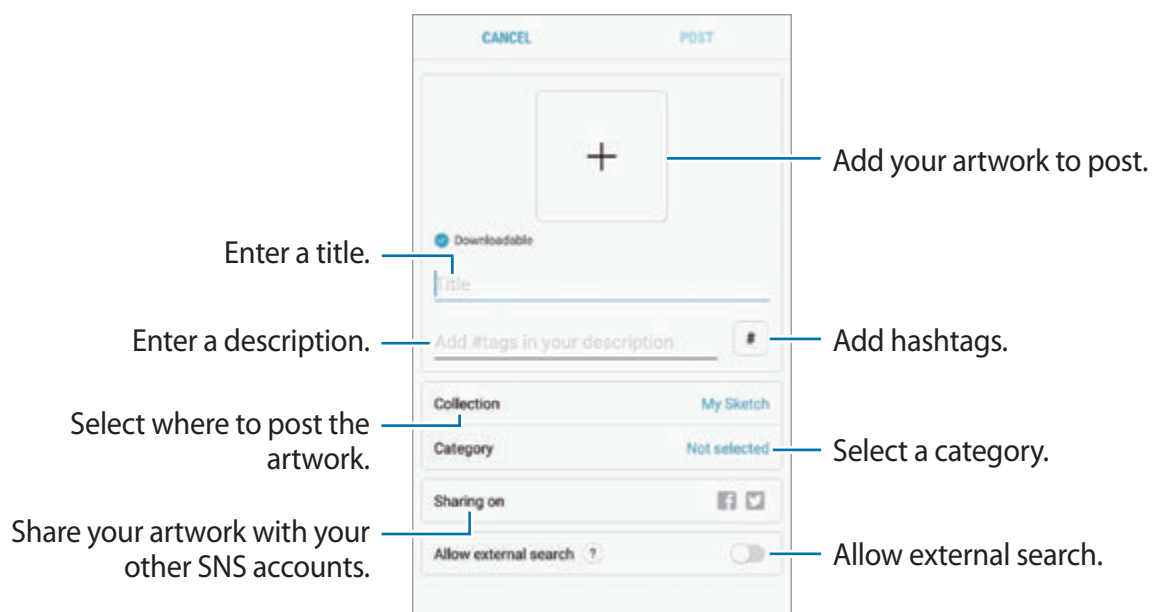 CANCEL POST
+
Add your artwork to post.
Downloadable
Enter a title.
Title
Enter a description.
Add #tags in your description
#
Add hashtags.
Collection My Sketch
Select where to post the
artwork.
Category Not selected
Select a category.
Sharing on
Share your artwork with your
other SNS accounts.
Allow external search ?
Allow external search.